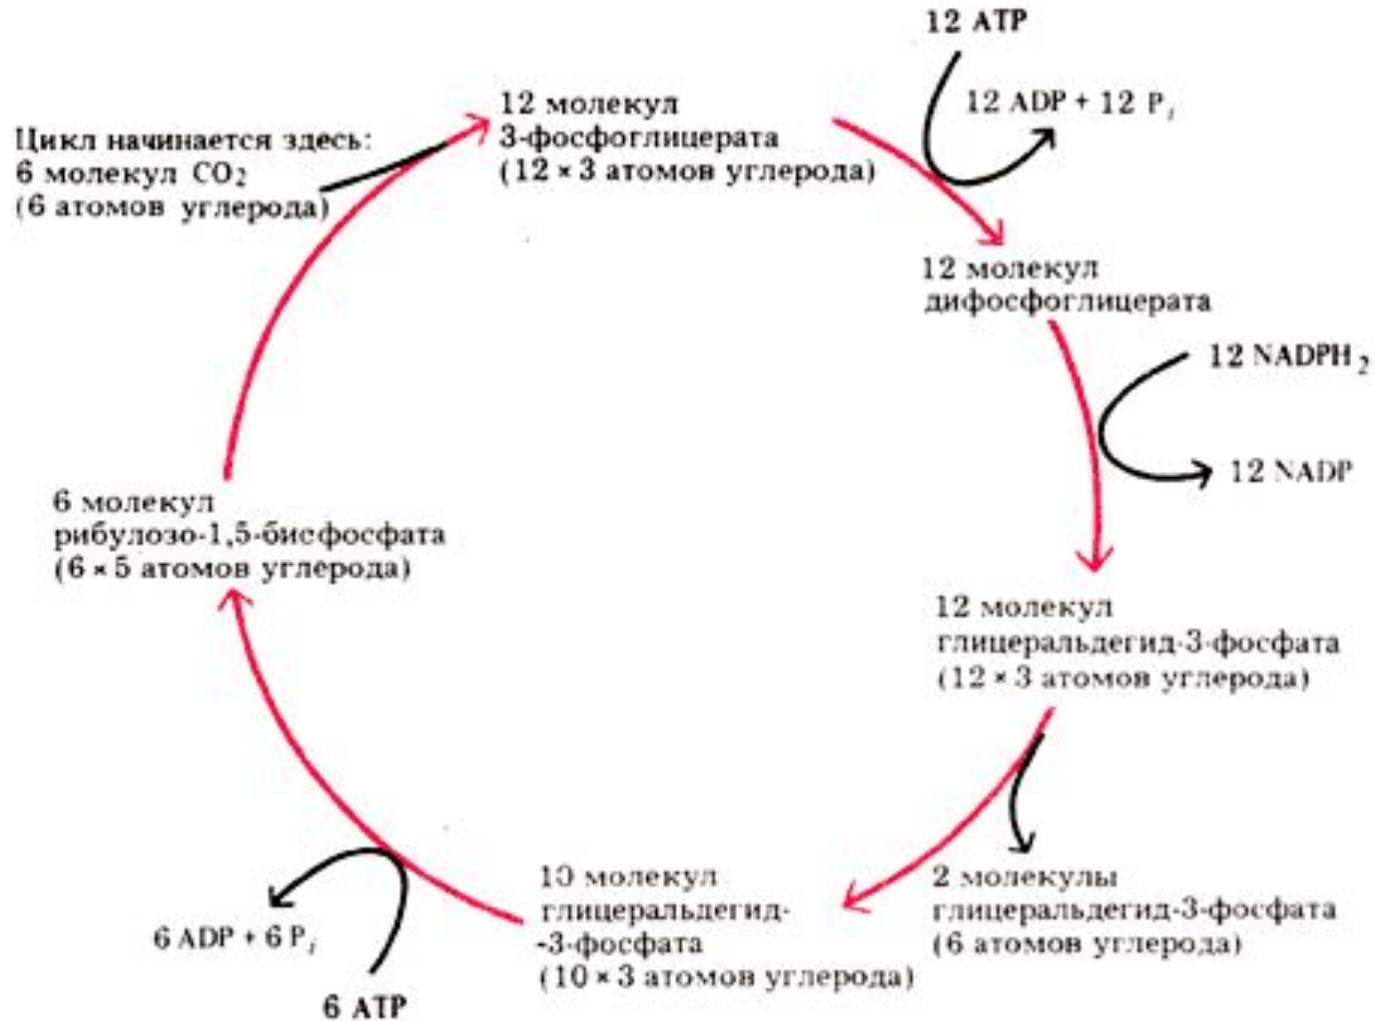 12 ATP
12 ADP + 12 Pi
12 молекул
3-фосфоглицерата
(12 × 3 атомов углерода)
Цикл начинается здесь:
6 молекул CO2
(6 атомов углерода)
12 молекул
дифосфоглицерата
12 NADPH2
12 NADP
12 молекул
глицеральдегид-3-фосфата
(12 × 3 атомов углерода)
2 молекулы
глицеральдегид-3-фосфата
(6 атомов углерода)
10 молекул
глицеральдегид-
-3-фосфата
(10 × 3 атомов углерода)
6 ATP
6 ADP + 6 Pi
6 молекул
рибулозо-1,5-бисфосфата
(6 × 5 атомов углерода)